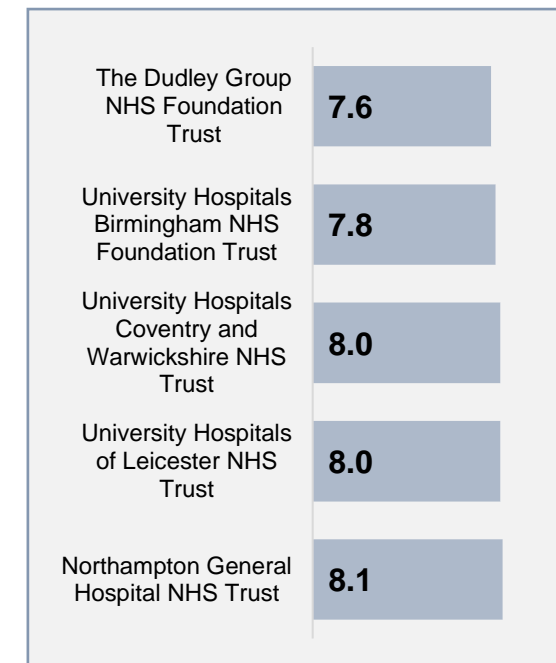 The Dudley Group
NHS Foundation
Trust
7.6
University Hospitals
Birmingham NHS
Foundation Trust
7.8
University Hospitals
Coventry and
Warwickshire NHS
Trust
8.0
University Hospitals
of Leicester NHS
Trust
8.0
Northampton General
Hospital NHS Trust
8.1